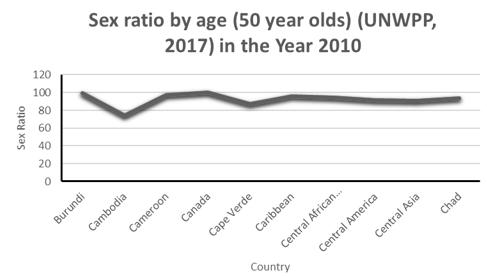 Sex ratio by age (50 year olds) (UNWPP,
2017) in the Year 2010
120
100
80
60
40
20
0
Sex Ratio
Burundi
Cambodia
Cameroon
Canada
Cape Verde
Caribbean
Central African...
Central America
Central Asia
Chad
Country